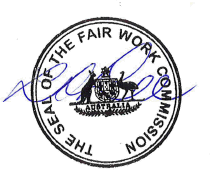 THE SEAL OF THE FAIR WORK COMMISSION
AUSTRALIA